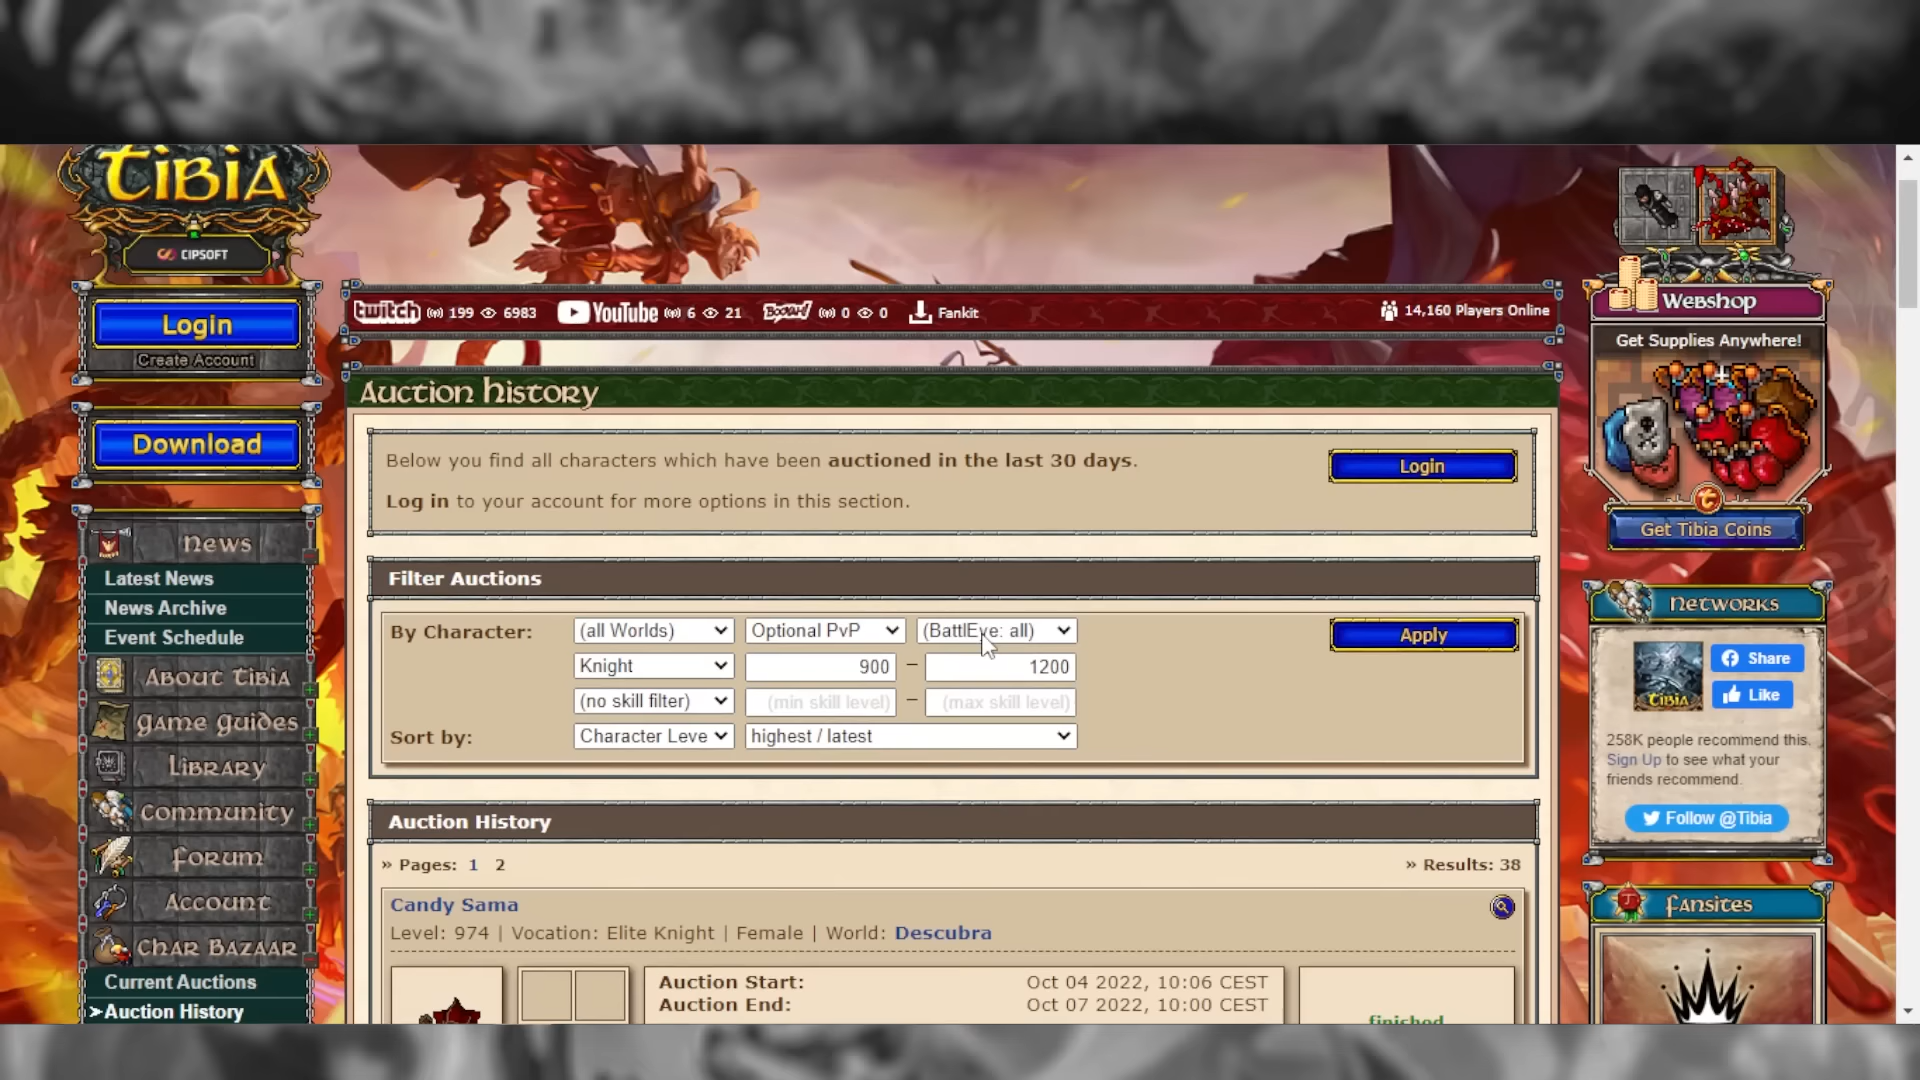 TIBIA
CIPSOFT
Login
Create Account
Download
News
Latest News
News Archive
Event Schedule
About Tibia
Game Guides
Library
Community
Forum
Account
Char Bazaar
Current Auctions
➤Auction History
twitch 199 6983 YouTube 6 21 0 0 Fankit 14,160 Players Online
Auction History
Below you find all characters which have been auctioned in the last 30 days.
Log in to your account for more options in this section.
Login
Filter Auctions
By Character: (all Worlds) Optional PvP (BattlEye: all) Apply
Knight 900 – 1200
(no skill filter) (min skill level) – (max skill level)
Sort by: Character Leve highest / latest
Auction History
» Pages: 1 2 » Results: 38
Candy Sama
Level: 974 | Vocation: Elite Knight | Female | World: Descubra
Auction Start: Oct 04 2022, 10:06 CEST
Auction End: Oct 07 2022, 10:00 CEST
finished
Webshop
Get Supplies Anywhere!
Get Tibia Coins
Networks
TIBIA
Share
Like
258K people recommend this.
Sign Up to see what your
friends recommend.
Follow @Tibia
Fansites